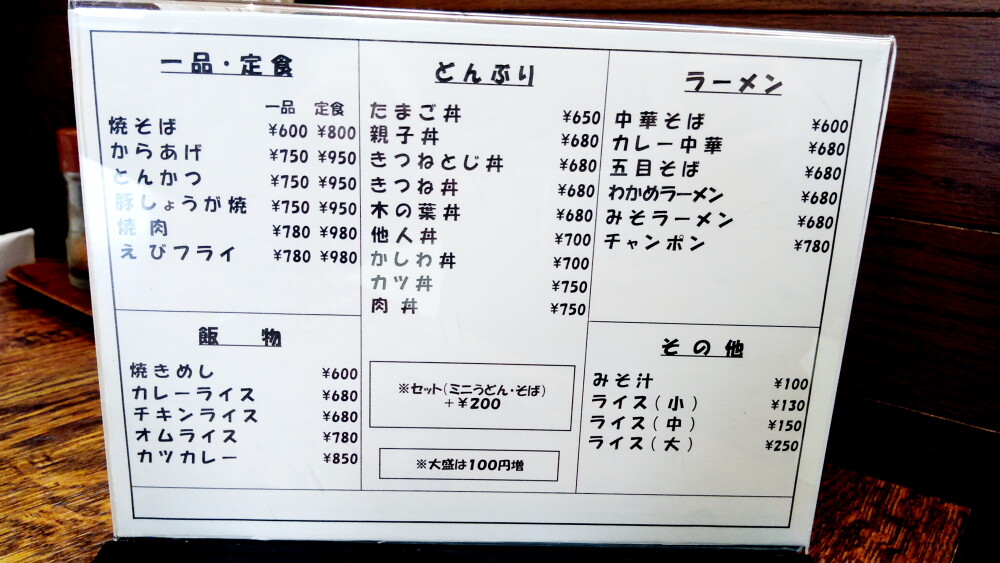 一品・定食
一品 定食
焼そば ¥600 ¥800
からあげ ¥750 ¥950
とんかつ ¥750 ¥950
豚しょうが焼 ¥750 ¥950
焼肉 ¥780 ¥980
えびフライ ¥780 ¥980
飯物
焼きめし ¥600
カレーライス ¥680
チキンライス ¥680
オムライス ¥780
カツカレー ¥850
とんぶり
たまご丼 ¥650
親子丼 ¥680
きつねとじ丼 ¥680
きつね丼 ¥680
木の葉丼 ¥680
他人丼 ¥700
かしわ丼 ¥700
カツ丼 ¥750
肉丼 ¥750
※セット(ミニうどん・そば)
+¥200
※大盛は100円増
ラーメン
中華そば ¥600
カレー中華 ¥680
五目そば ¥680
わかめラーメン ¥680
みそラーメン ¥680
チャンポン ¥780
その他
みそ汁 ¥100
ライス(小) ¥130
ライス(中) ¥150
ライス(大) ¥250